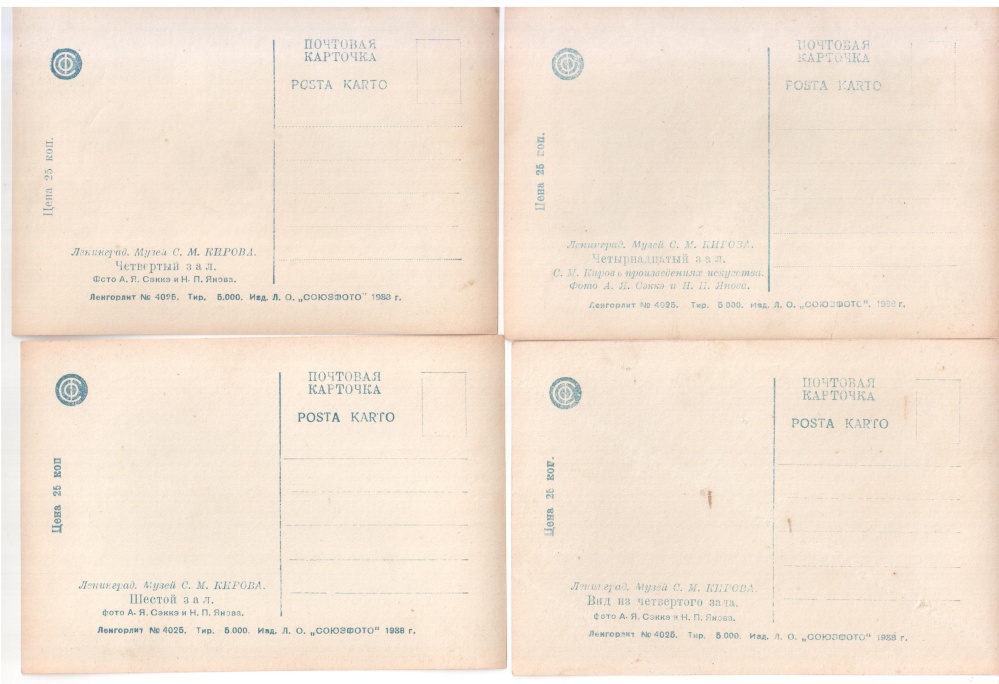 ПОЧТОВАЯ
КАРТОЧКА
POSTA KARTO
Цена 25 коп.
Ленинград. Музей С. М. КИРОВА.
Четвертый зал.
Фото А. Я. Сэккэ и Н. П. Янова.
Ленгорлит № 4025. Тир. 5.000. Изд. Л. О. „СОЮЗФОТО" 1938 г.
ПОЧТОВАЯ
КАРТОЧКА
POSTA KARTO
Цена 25 коп.
Ленинград. Музей С. М. КИРОВА.
Четырнадцатый зал.
С. М. Киров в произведениях искусства.
Фото А. Я. Сэккэ и Н. П. Янова.
Ленгорлит № 4025. Тир. 5.000. Изд. Л. О. „СОЮЗФОТО". 1938 г.
ПОЧТОВАЯ
КАРТОЧКА
POSTA KARTO
Цена 25 коп
Ленинград. Музей С. М. КИРОВА.
Шестой зал.
фото А. Я. Сэккэ и Н. П. Янова.
Ленгорлит № 4025. Тир. 5.000. Изд. Л. О. „СОЮЗФОТО" 1938 г.
ПОЧТОВАЯ
КАРТОЧКА
POSTA KARTO
Цена 25 коп.
Ленинград. Музей С. М. КИРОВА.
Вид из четвертого зала.
фото А. Я. Сэккэ и Н. П. Янова.
Ленгорлит № 4025. Тир. 5.000. Изд. Л. О. „СОЮЗФОТО" 1938 г.